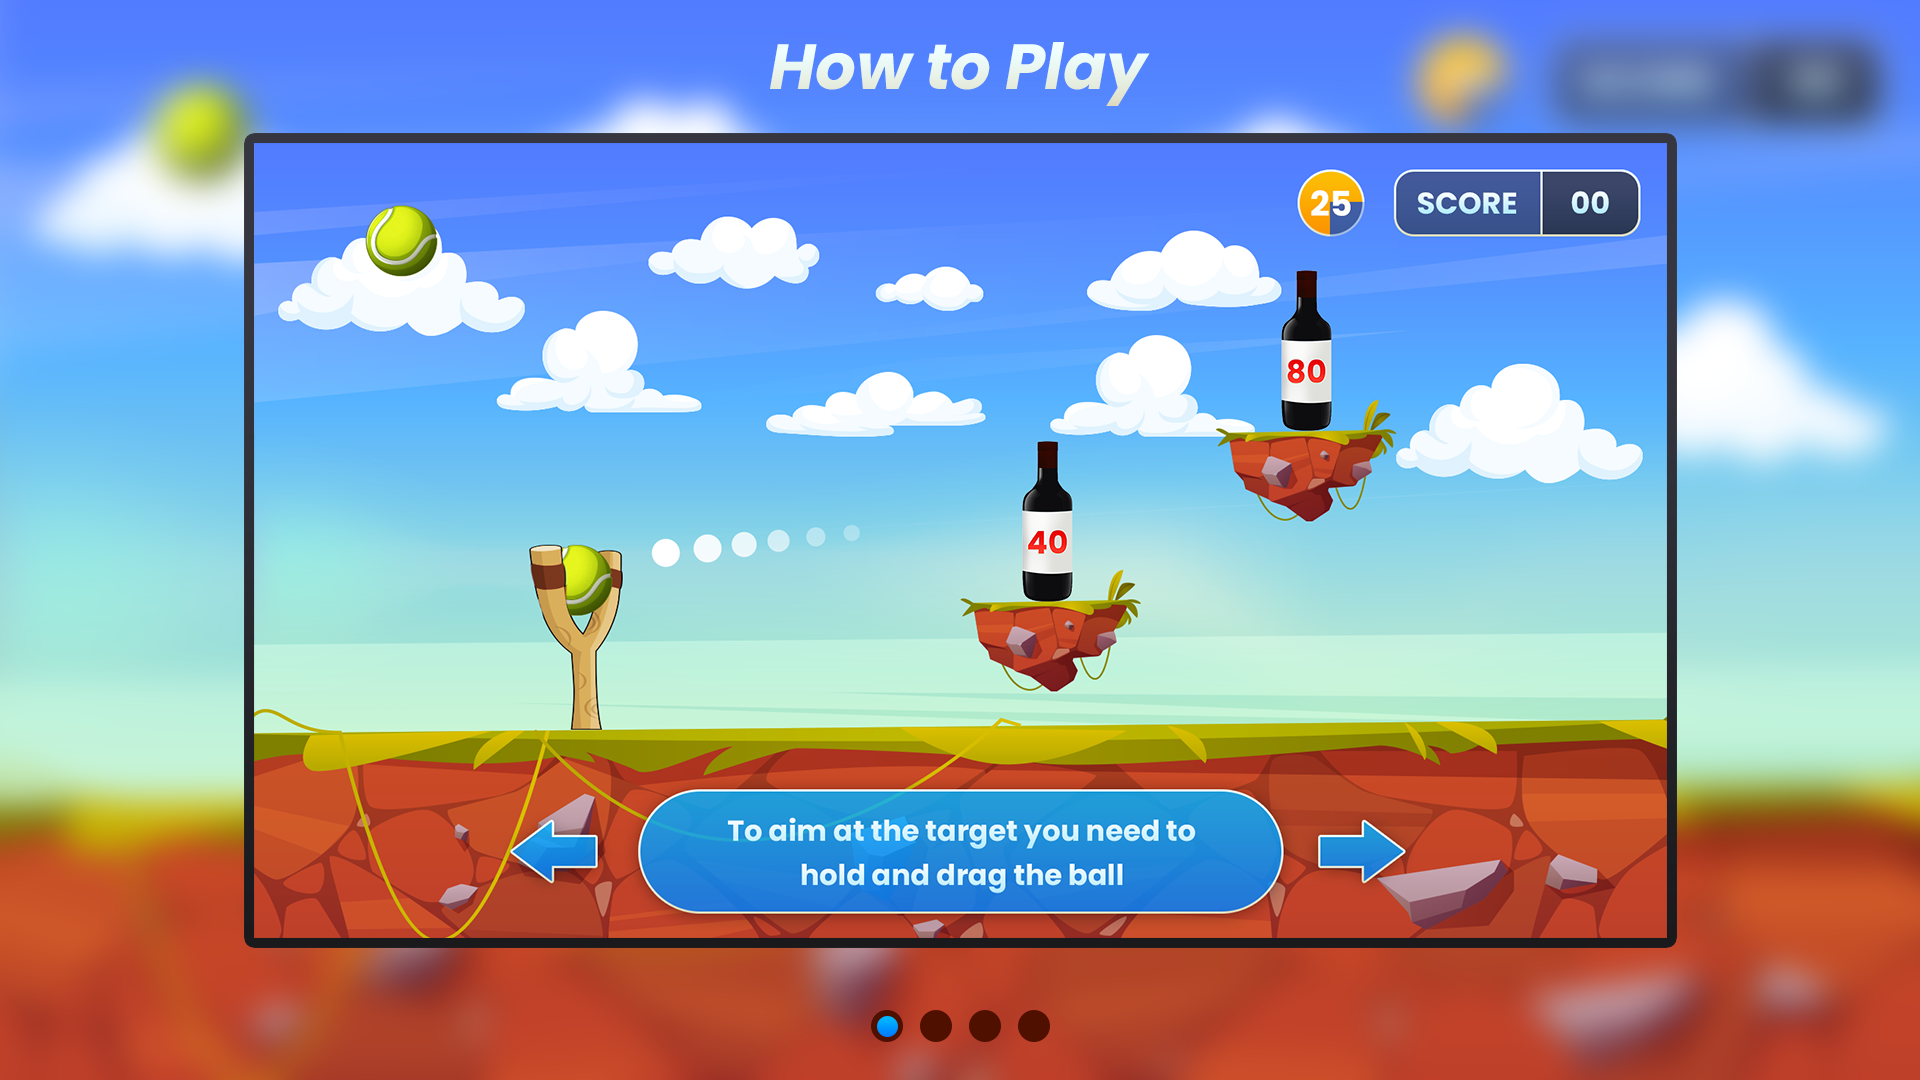 How to Play
25
SCORE 00
80
40
To aim at the target you need to
hold and drag the ball